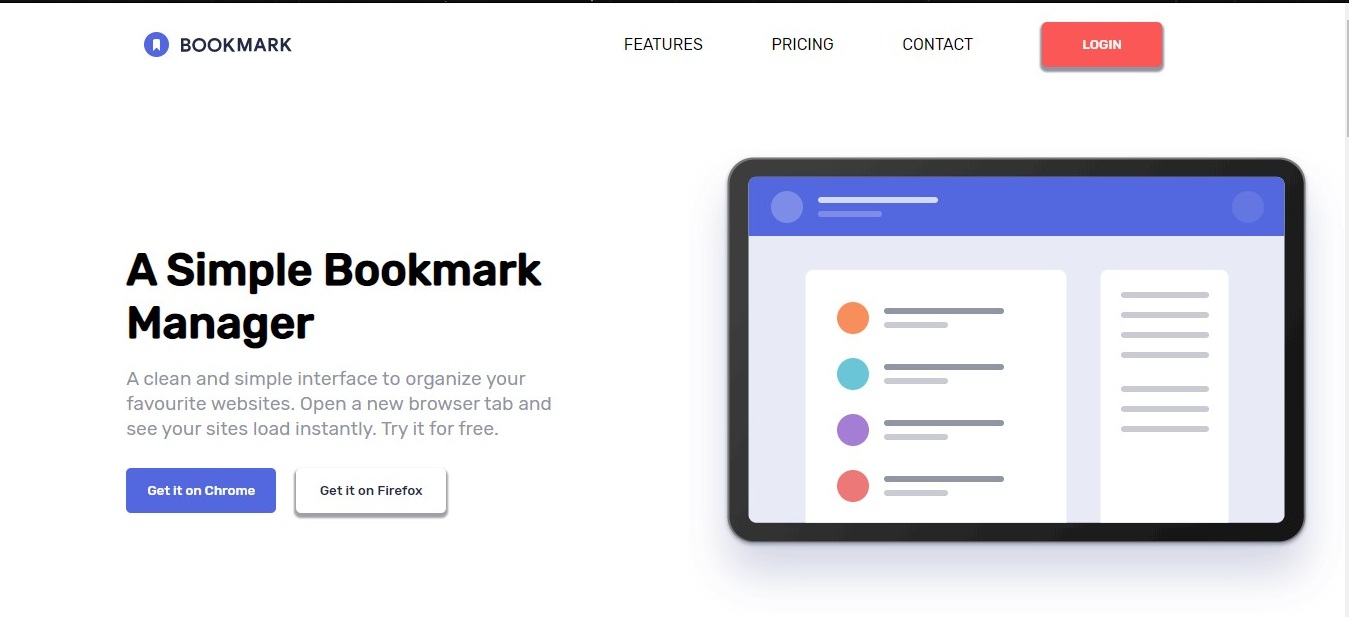 BOOKMARK
FEATURES
PRICING
CONTACT
LOGIN
A Simple Bookmark
Manager
A clean and simple interface to organize your
favourite websites. Open a new browser tab and
see your sites load instantly. Try it for free.
Get It on Chrome
Get it on Firefox